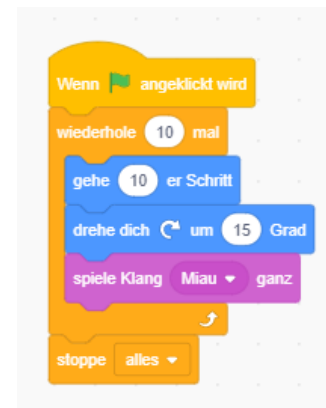 Wenn angeklickt wird
wiederhole 10 mal
gehe 10 er Schritt
drehe dich um 15 Grad
spiele Klang Miau ganz
stoppe alles